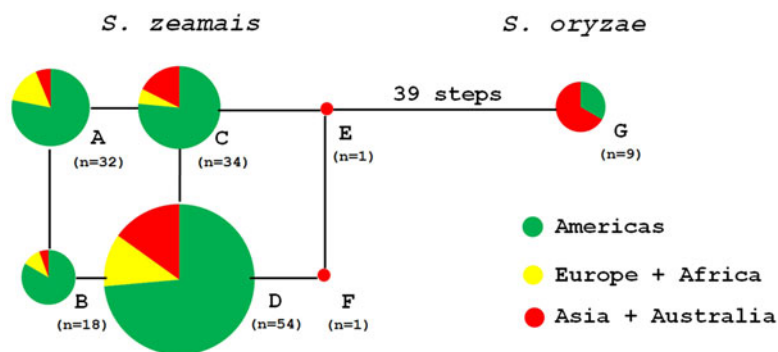 S. zeamais
S. oryzae
39 steps
A
(n=32)
C
(n=34)
E
(n=1)
G
(n=9)
B
(n=18)
D
(n=54)
F
(n=1)
Americas
Europe + Africa
Asia + Australia